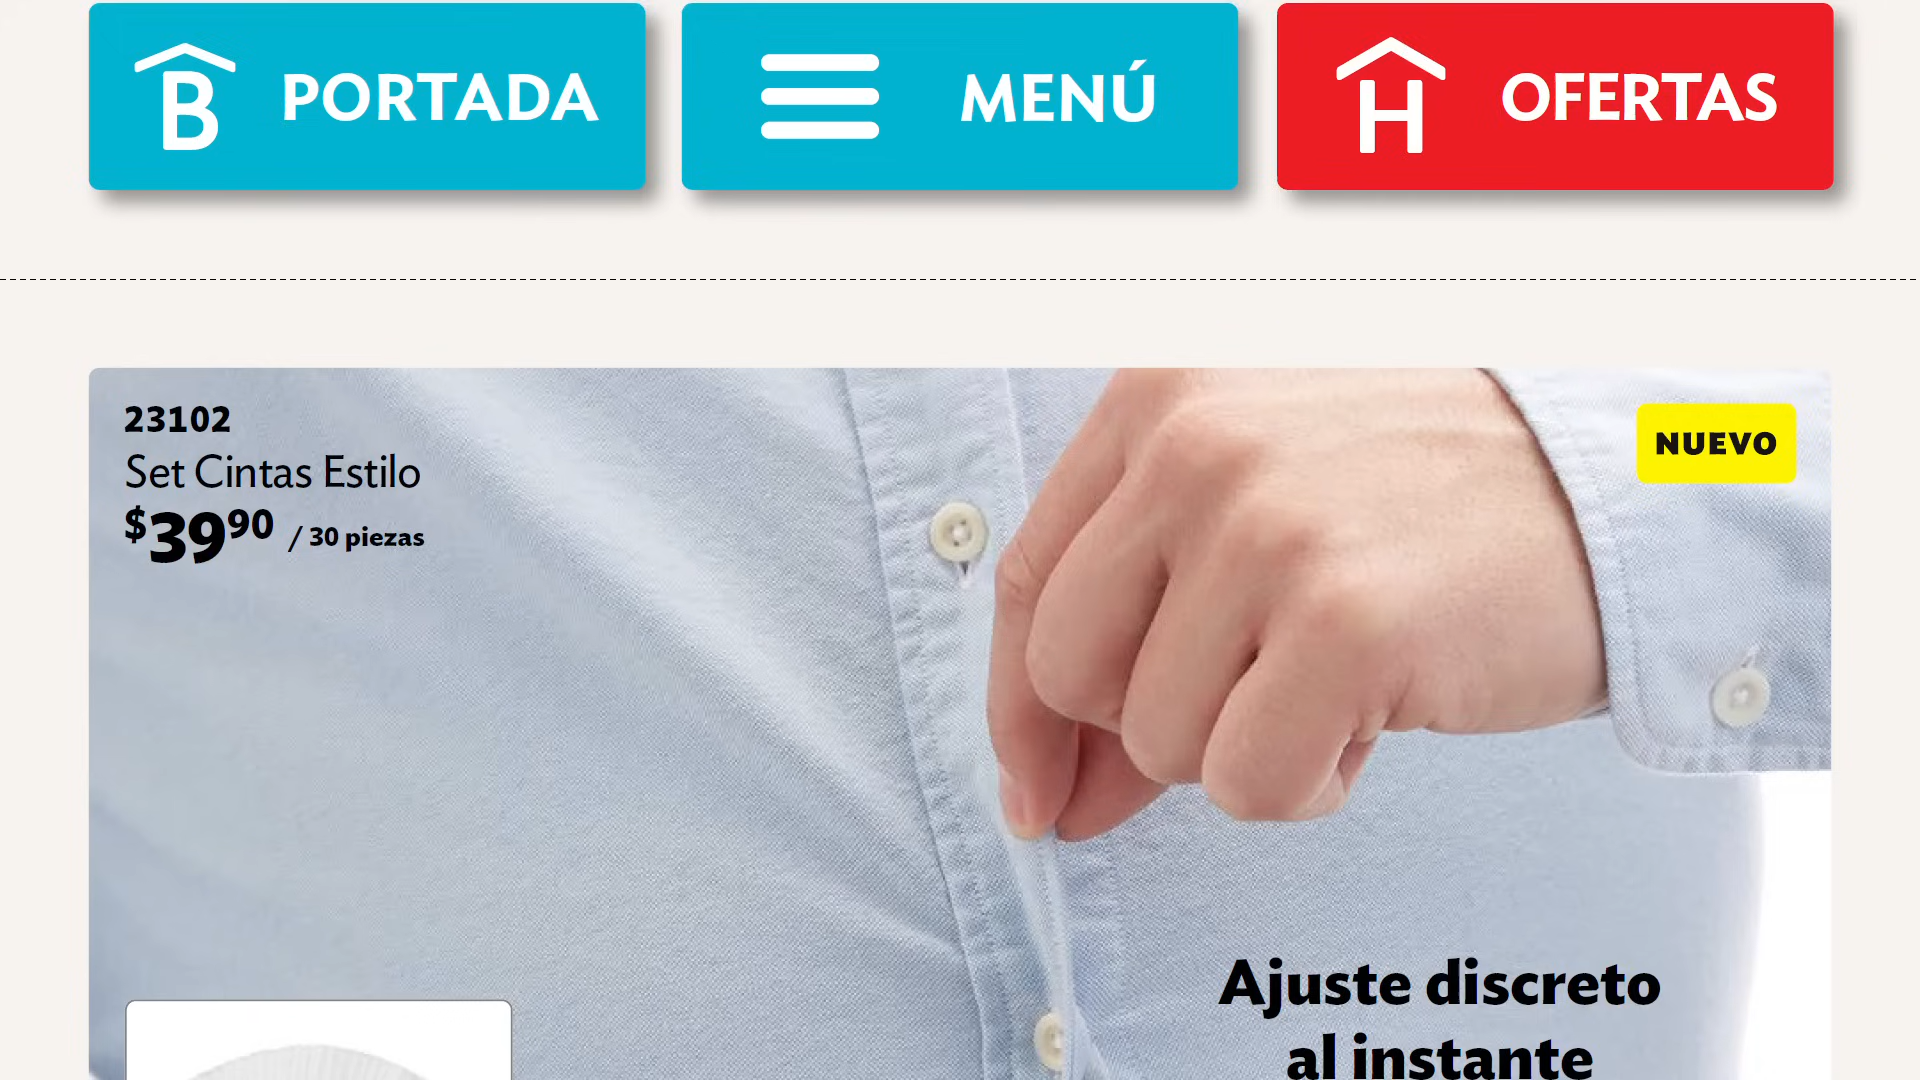 B PORTADA
MENÚ
H OFERTAS
23102
Set Cintas Estilo
$39⁹⁰ / 30 piezas
NUEVO
Ajuste discreto
al instante